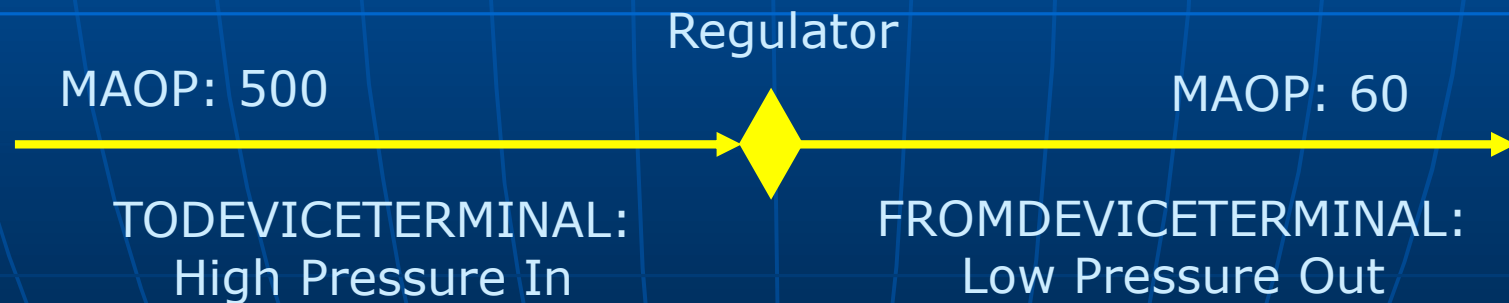 Regulator
MAOP: 500
MAOP: 60
TODEVICETERMINAL:
High Pressure In
FROMDEVICETERMINAL:
Low Pressure Out